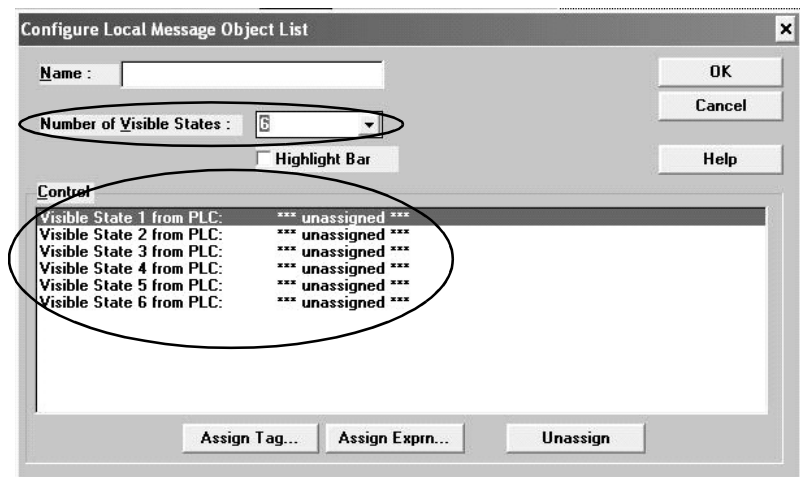 Configure Local Message Object List
Name :
OK
Cancel
Number of Visible States : 6
Highlight Bar
Help
Control
Visible State 1 from PLC: *** unassigned ***
Visible State 2 from PLC: *** unassigned ***
Visible State 3 from PLC: *** unassigned ***
Visible State 4 from PLC: *** unassigned ***
Visible State 5 from PLC: *** unassigned ***
Visible State 6 from PLC: *** unassigned ***
Assign Tag... Assign Exprn... Unassign